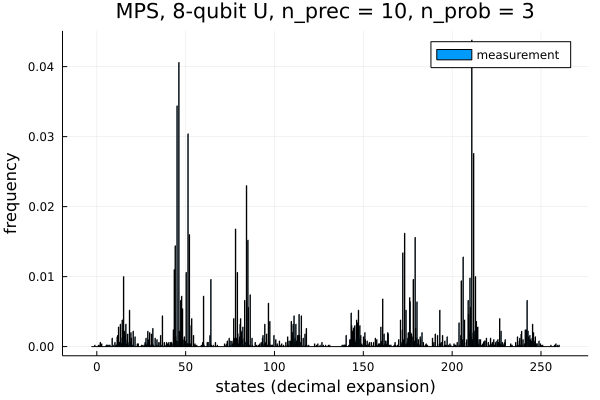 MPS, 8-qubit U, n_prec = 10, n_prob = 3
measurement
frequency
0.04
0.03
0.02
0.01
0.00
0 50 100 150 200 250
states (decimal expansion)